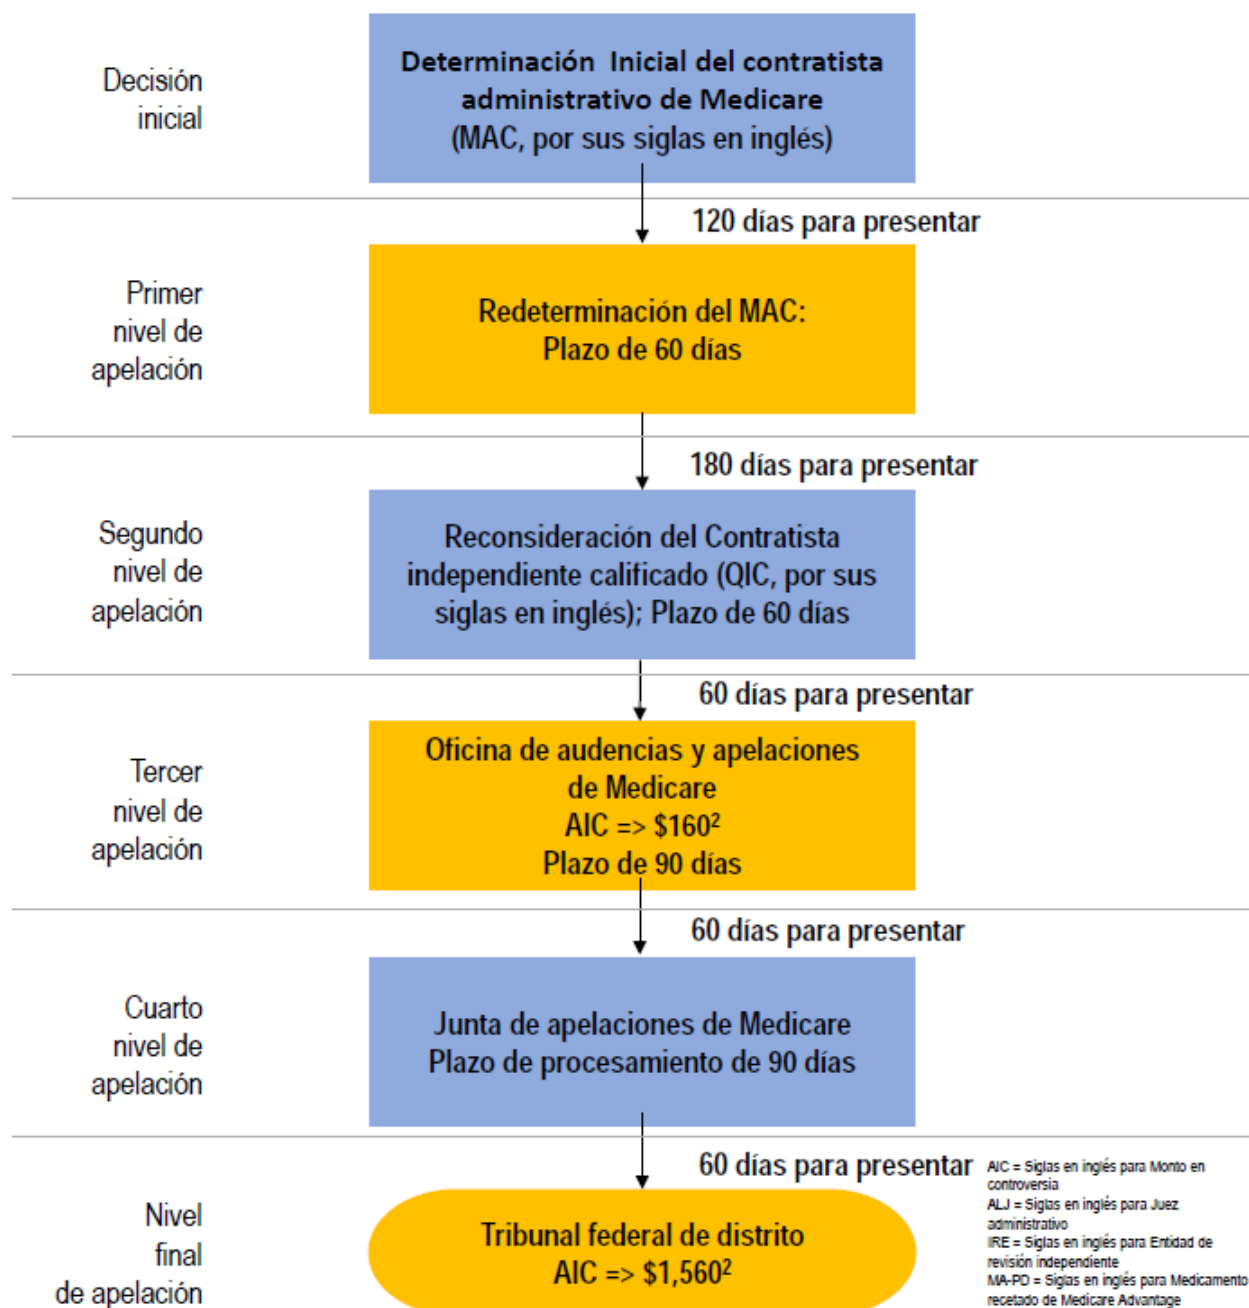 Decisión
inicial
Determinación  Inicial del contratista
administrativo de Medicare
(MAC, por sus siglas en inglés)
120 días para presentar
Primer
nivel de
apelación
Redeterminación del MAC:
Plazo de 60 días
180 días para presentar
Segundo
nivel de
apelación
Reconsideración del Contratista
independiente calificado (QIC, por sus
siglas en inglés); Plazo de 60 días
60 días para presentar
Tercer
nivel de
apelación
Oficina de audencias y apelaciones
de Medicare
AIC => $160²
Plazo de 90 días
60 días para presentar
Cuarto
nivel de
apelación
Junta de apelaciones de Medicare
Plazo de procesamiento de 90 días
60 días para presentar
Nivel
final
de apelación
Tribunal federal de distrito
AIC => $1,560²
AIC = Siglas en inglés para Monto en
controversia
ALJ = Siglas en inglés para Juez
administrativo
IRE = Siglas en inglés para Entidad de
revisión independiente
MA-PD = Siglas en inglés para Medicamento
recetado de Medicare Advantage